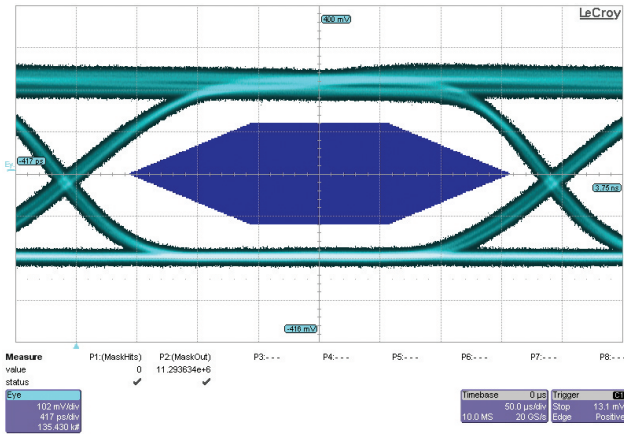 LeCroy
400 mV
Ey
-417 ps
3.75 ns
-416 mV
Measure P1:(MaskHits) P2:(MaskOut) P3:- - - P4:- - - P5:- - - P6:- - - P7:- - - P8:- - -
value 0 11.293634e+6
status ✓ ✓
Eye
102 mV/div
417 ps/div
135.430 k#
Timebase 0 µs
50.0 µs/div
10.0 MS 20 GS/s
Trigger C1
Stop 13.1 mV
Edge Positive